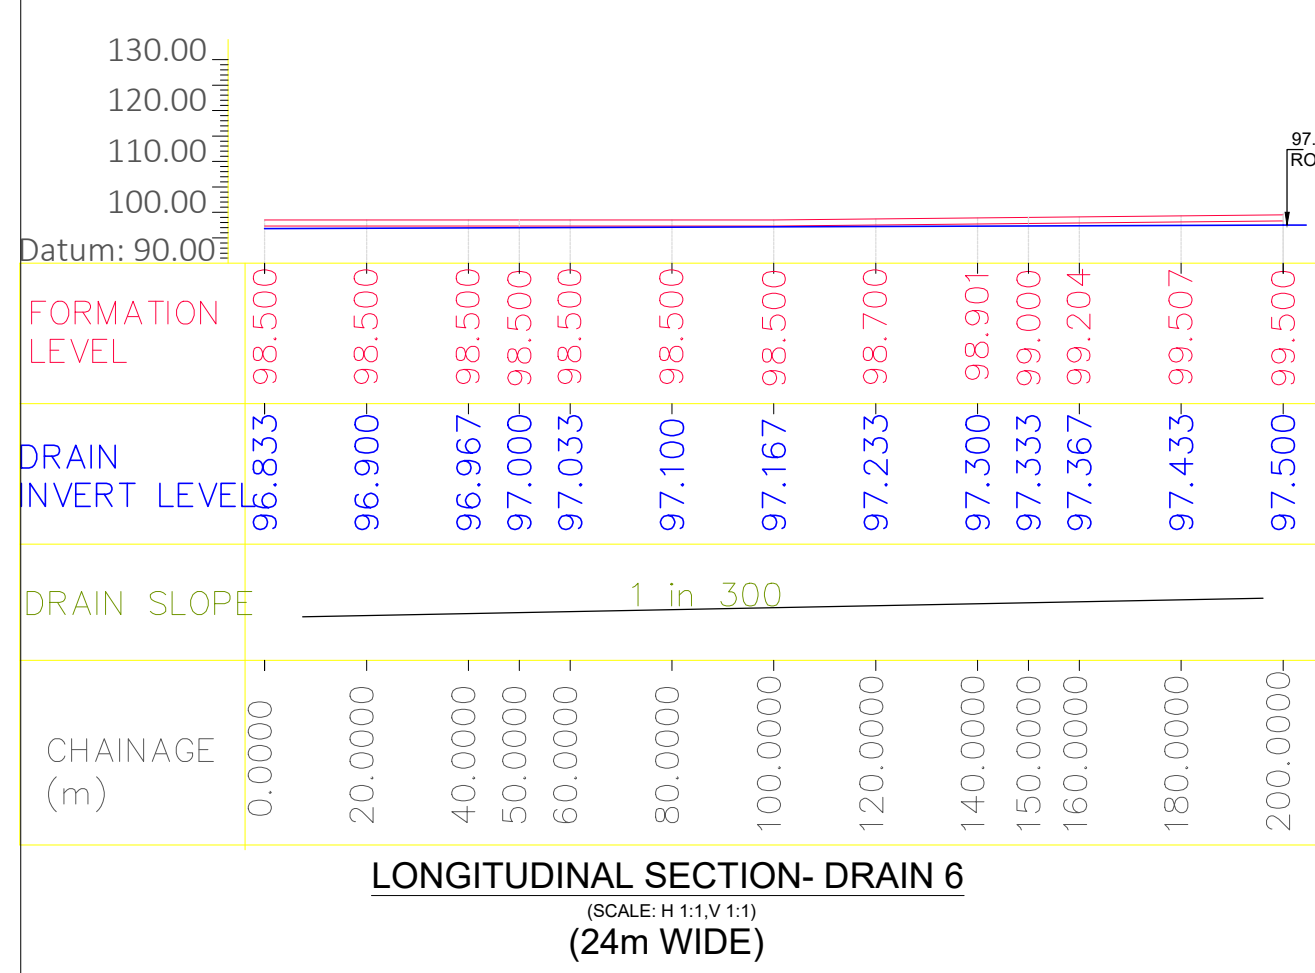 130.00
120.00
110.00
100.00
Datum: 90.00
97.
RO
FORMATION
LEVEL
98.500 98.500 98.500 98.500 98.500 98.500 98.500 98.700 98.901 99.000 99.204 99.507 99.500
DRAIN
INVERT LEVEL
96.833 96.900 96.967 97.000 97.033 97.100 97.167 97.233 97.300 97.333 97.367 97.433 97.500
DRAIN SLOPE
1 in 300
CHAINAGE
(m)
0.0000 20.0000 40.0000 50.0000 60.0000 80.0000 100.0000 120.0000 140.0000 150.0000 160.0000 180.0000 200.0000
LONGITUDINAL SECTION- DRAIN 6
(SCALE: H 1:1,V 1:1)
(24m WIDE)